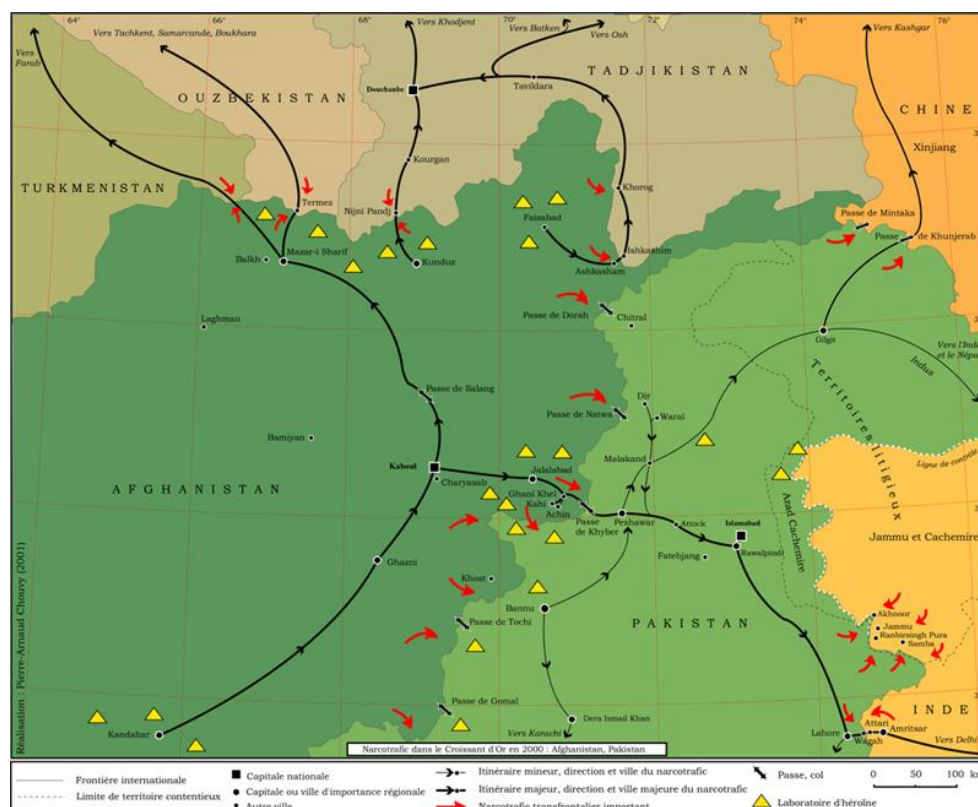 64° 66° 68° 70° 72° 74° 76°
Vers Farab
Vers Tachkent, Samarcande, Boukhara
Vers Khodjent
Vers Batken
Vers Osh
Vers Kashgar
OUZBEKISTAN
TADJIKISTAN
CHINE
Xinjiang
TURKMENISTAN
Douchanbe
Tavildara
Kourgan
Khorog
Termez
Nijni Pandj
Faizabad
Passe de Mintaka
Passe de Khunjerab
Balkh
Mazar-i Sharif
Kunduz
Ishkashim
Ashkasham
Passe de Dorah
Chitral
Laghman
Gilgit
Vers l'Inde et le Népal
Indus
Passe de Salang
Dir
Passe de Natwa
Warai
Territoires litigieux
Bamiyan
Malakand
Ligne de contrôle
Kaboul
Charyasab
Jalalabad
Ghani Khel
Kahi
Achin
Passe de Khyber
Peshawar
Attock
Islamabad
Rawalpindi
Fatehjang
Azad Cachemire
Jammu et Cachemire
AFGHANISTAN
Ghazni
Khost
Bannu
Passe de Tochi
PAKISTAN
Akhnoor
Jammu
Ranbirsingh Pura
Samba
Passe de Gomal
INDE
Kandahar
Dera Ismail Khan
Vers Karachi
Lahore
Wagah
Attari
Amritsar
Vers Delhi
Réalisation : Pierre-Arnaud Chouvy (2001)
Narcotrafic dans le Croissant d'Or en 2000 : Afghanistan, Pakistan
Frontière internationale
Limite de territoire contentieux
Capitale nationale
Capitale ou ville d'importance régionale
Autre ville
Itinéraire mineur, direction et ville du narcotrafic
Itinéraire majeur, direction et ville majeure du narcotrafic
Narcotrafic transfrontalier important
Passe, col
0 50 100
Laboratoire d'héroïne